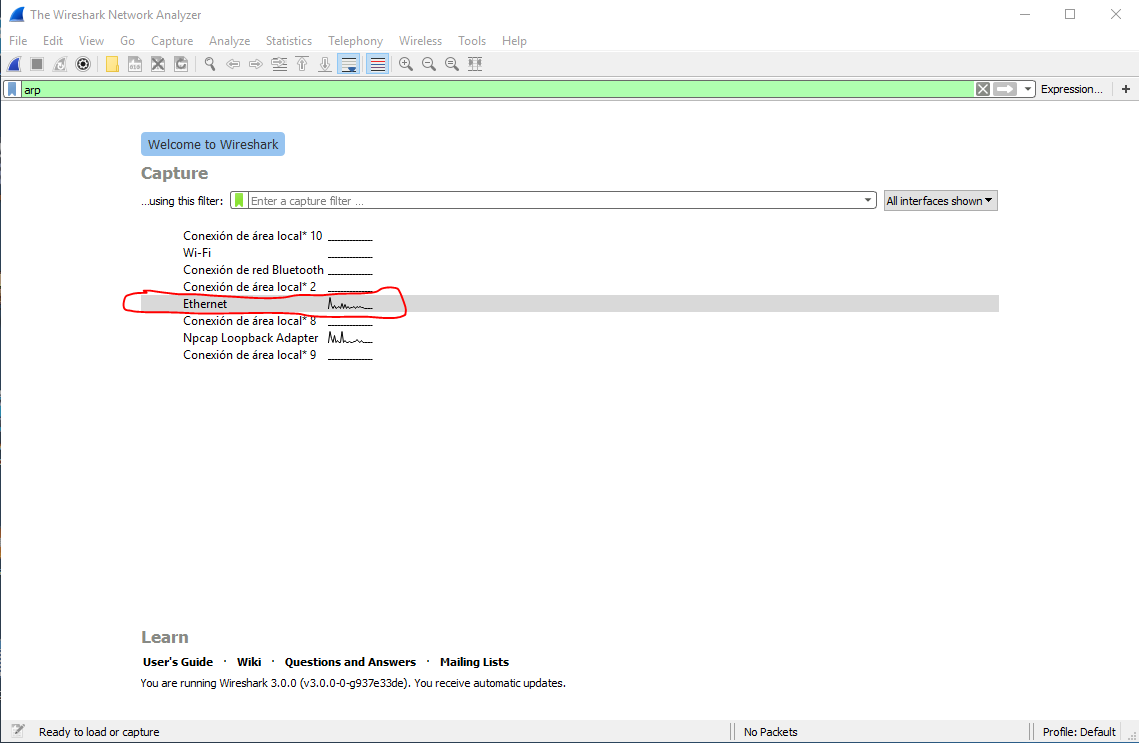 The Wireshark Network Analyzer
File Edit View Go Capture Analyze Statistics Telephony Wireless Tools Help
arp Expression... +
Welcome to Wireshark
Capture
...using this filter: Enter a capture filter ... All interfaces shown
Conexión de área local* 10
Wi-Fi
Conexión de red Bluetooth
Conexión de área local* 2
Ethernet
Conexión de área local* 8
Npcap Loopback Adapter
Conexión de área local* 9
Learn
User's Guide · Wiki · Questions and Answers · Mailing Lists
You are running Wireshark 3.0.0 (v3.0.0-0-g937e33de). You receive automatic updates.
Ready to load or capture No Packets Profile: Default